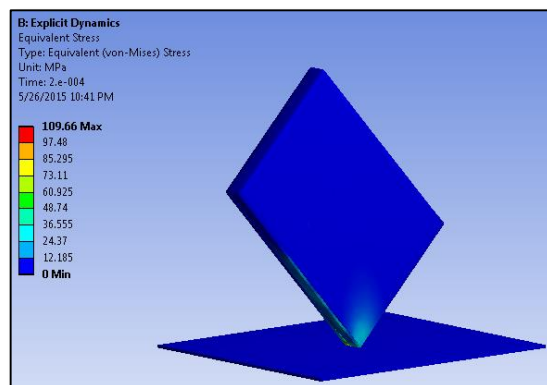 B: Explicit Dynamics
Equivalent Stress
Type: Equivalent (von-Mises) Stress
Unit: MPa
Time: 2.e-004
5/26/2015 10:41 PM
109.66 Max
97.48
85.295
73.11
60.925
48.74
36.555
24.37
12.185
0 Min